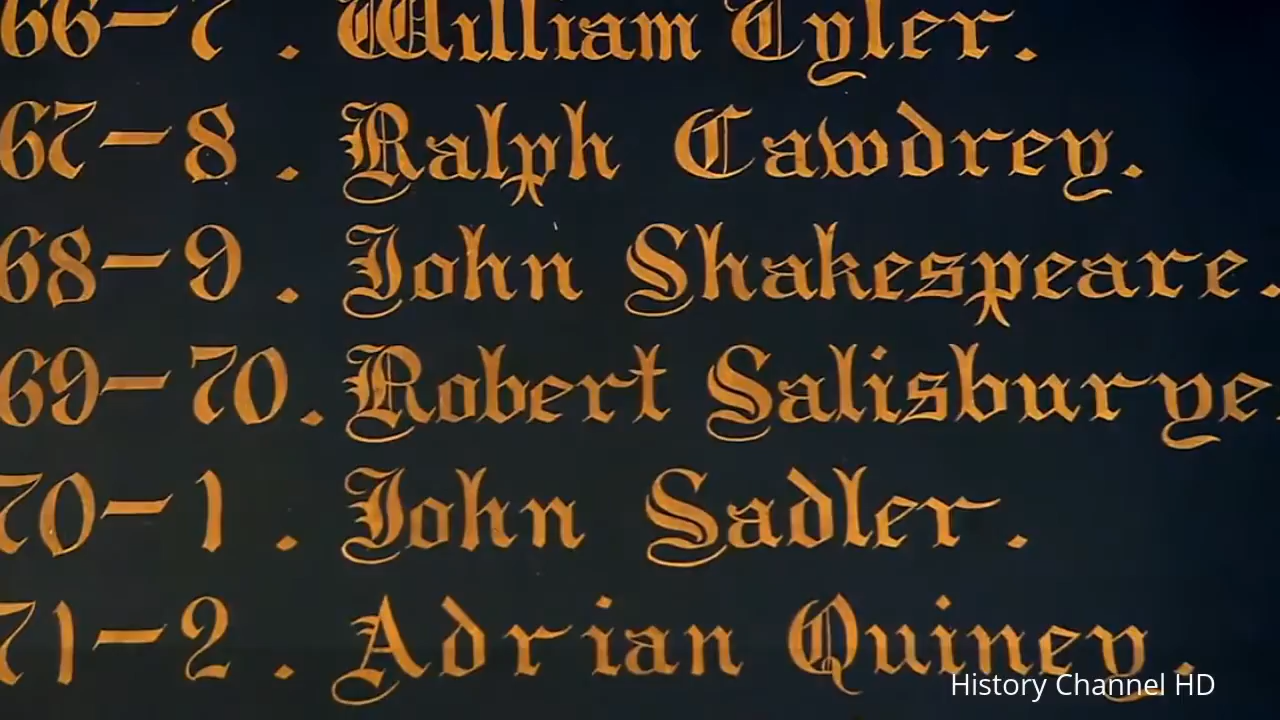 66-7. William Tyler.
67-8. Ralph Cawdrey.
68-9. John Shakespeare.
69-70. Robert Salisburye
70-1. John Sadler.
71-2. Adrian Quiney.
History Channel HD